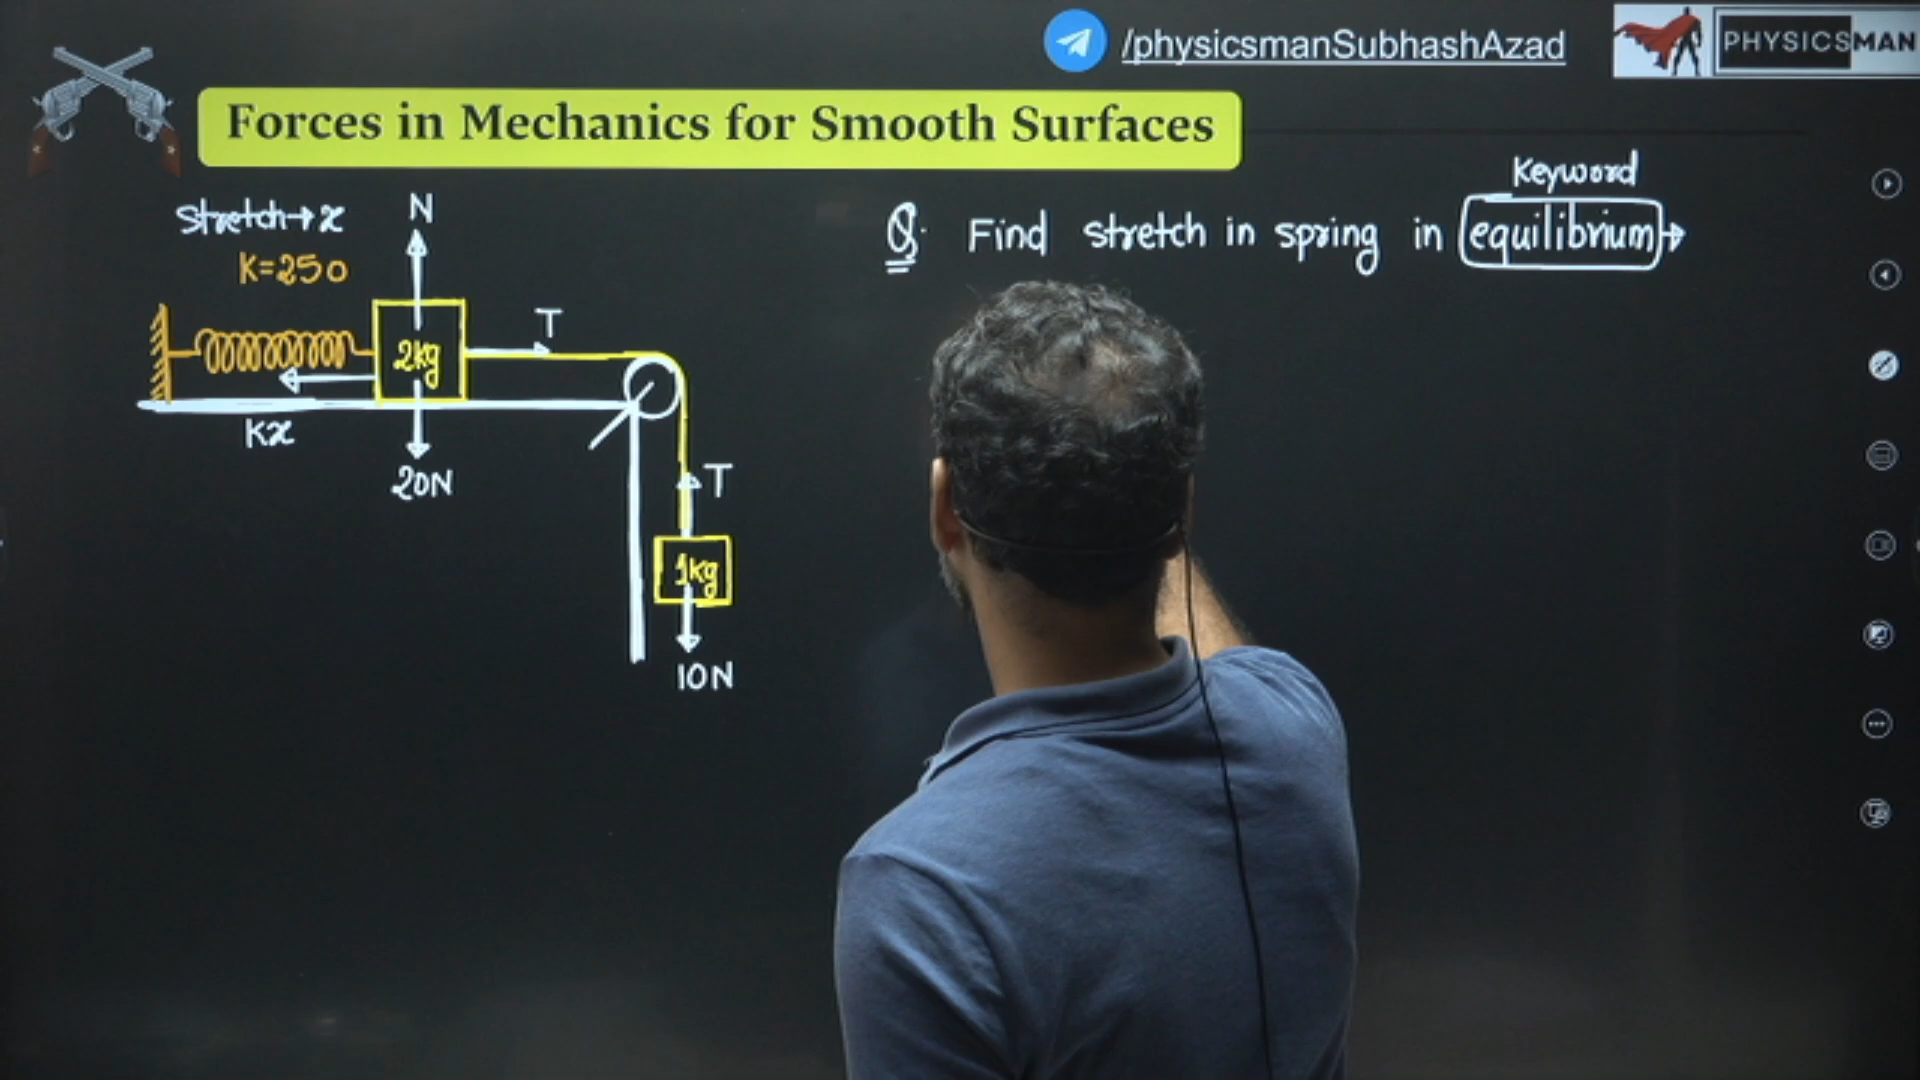 /physicsmanSubhashAzad
PHYSICSMAN
Forces in Mechanics for Smooth Surfaces
Keyword
Stretch→x
N
Q. Find stretch in spring in equilibrium→
K=250
T
2kg
Kx
20N
T
1kg
10N